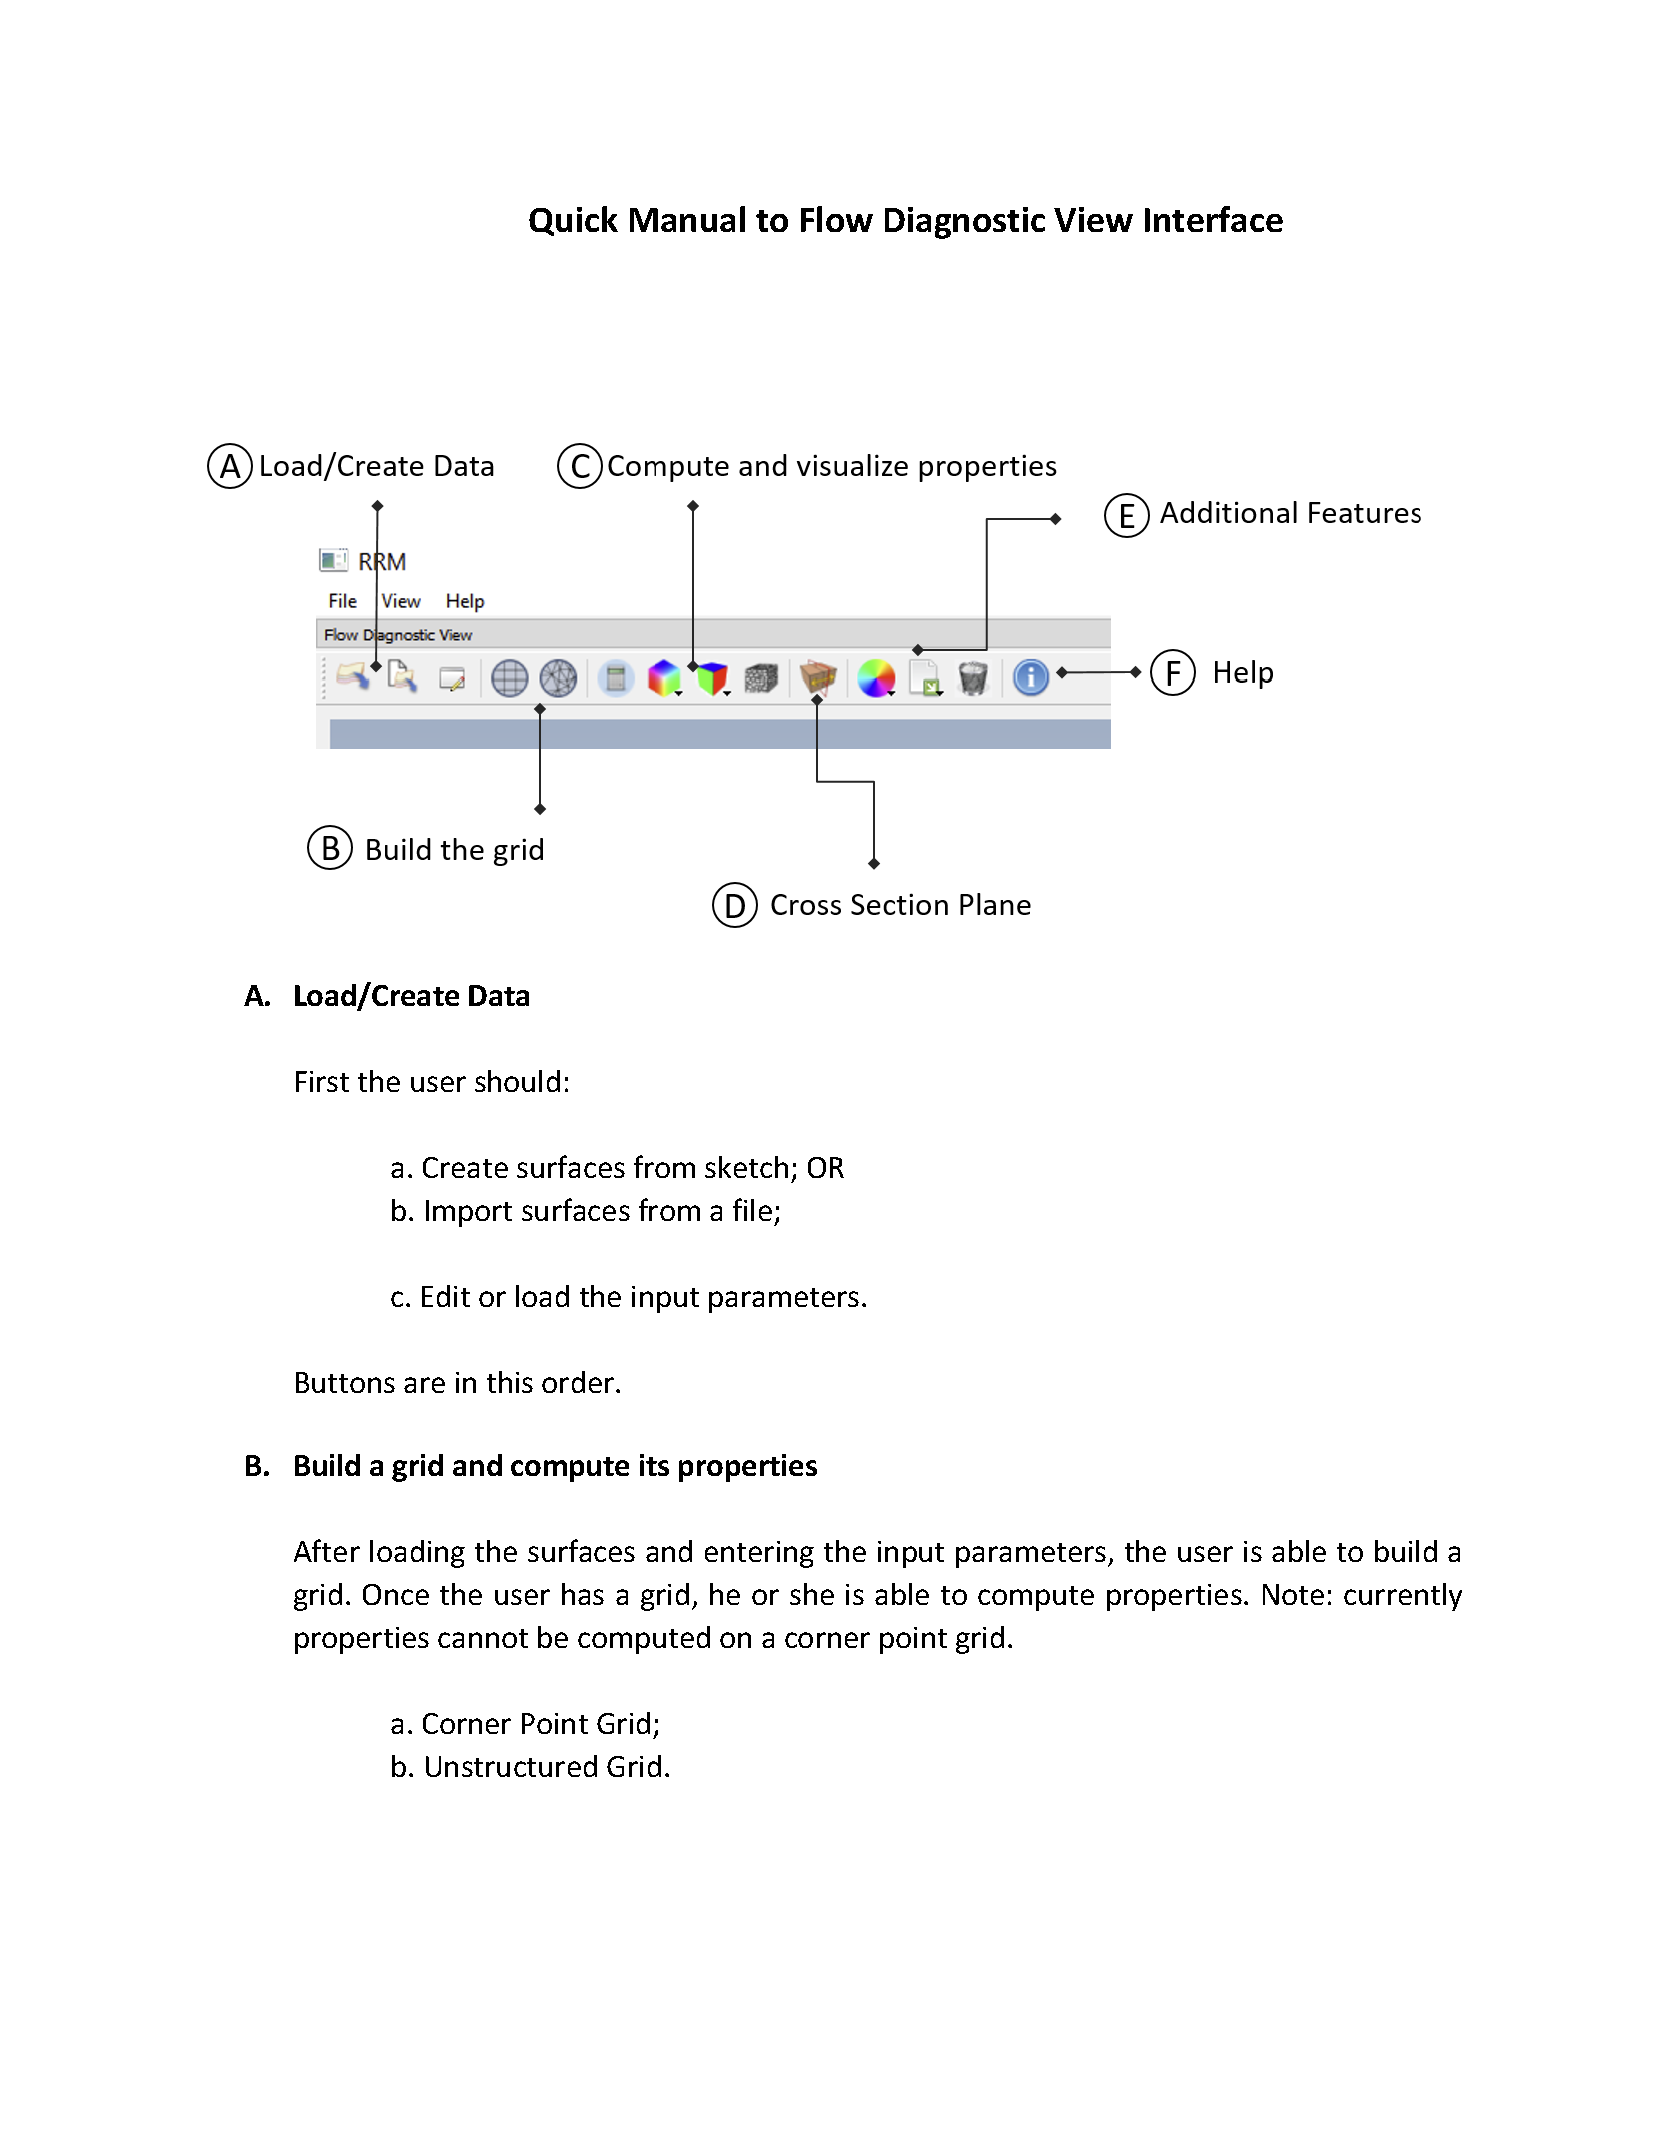 Quick Manual to Flow Diagnostic View Interface
A Load/Create Data
C Compute and visualize properties
E Additional Features
RRM
File View Help
Flow Diagnostic View
F Help
B Build the grid
D Cross Section Plane
A. Load/Create Data
First the user should:
a. Create surfaces from sketch; OR
b. Import surfaces from a file;
c. Edit or load the input parameters.
Buttons are in this order.
B. Build a grid and compute its properties
After loading the surfaces and entering the input parameters, the user is able to build a
grid. Once the user has a grid, he or she is able to compute properties. Note: currently
properties cannot be computed on a corner point grid.
a. Corner Point Grid;
b. Unstructured Grid.